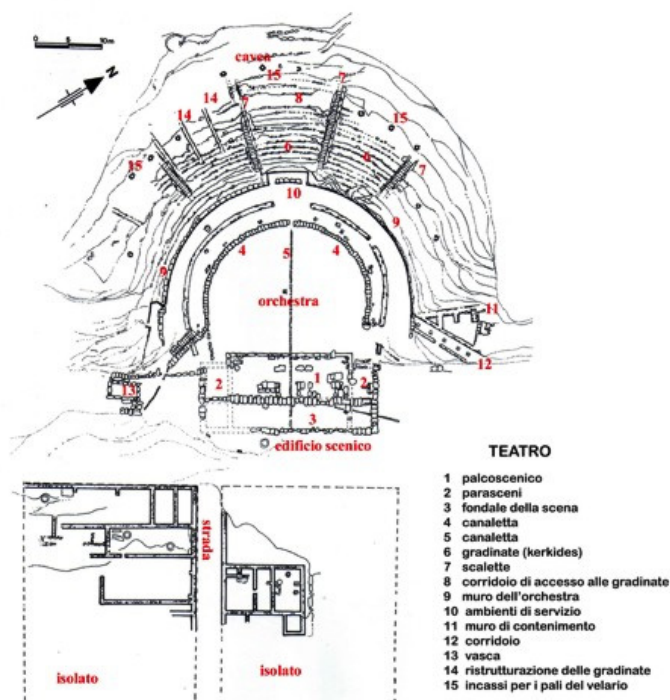 0 5 10m
N
cavea
15
7
14
14
7
8
15
15
6
6
7
10
9
4
5
4
9
orchestra
11
12
13
2
1
2
3
edificio scenico
strada
isolato
isolato
TEATRO
1 palcoscenico
2 parasceni
3 fondale della scena
4 canaletta
5 canaletta
6 gradinate (kerkides)
7 scalette
8 corridoio di accesso alle gradinate
9 muro dell'orchestra
10 ambienti di servizio
11 muro di contenimento
12 corridoio
13 vasca
14 ristrutturazione delle gradinate
15 incassi per i pali del velario